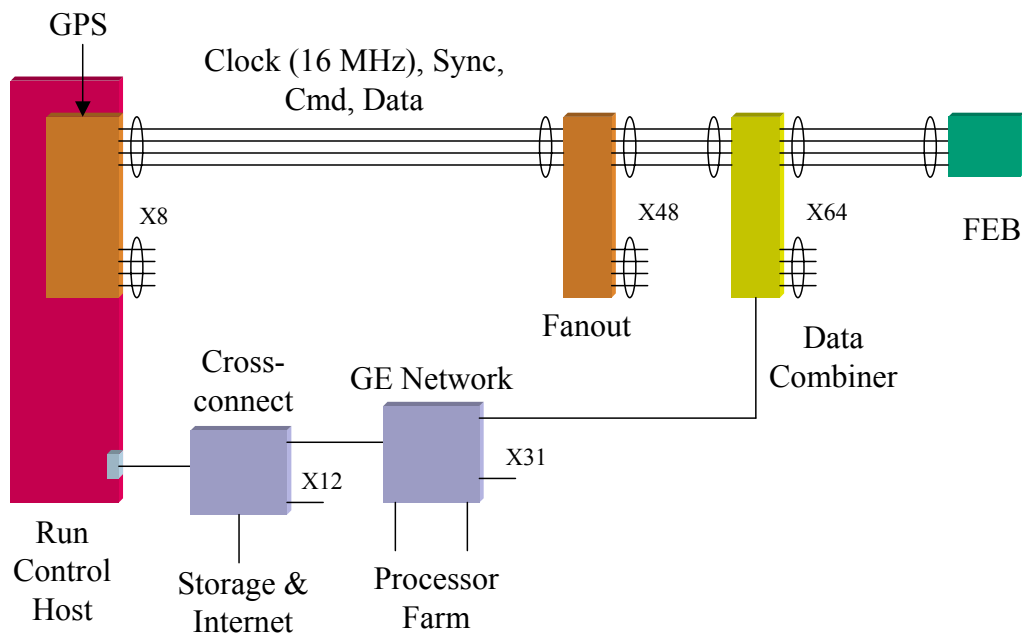 GPS
Clock (16 MHz), Sync,
Cmd, Data
X8
X48
X64
FEB
Fanout
Data
Combiner
Cross-
connect
GE Network
X12
X31
Run
Control
Host
Storage &
Internet
Processor
Farm